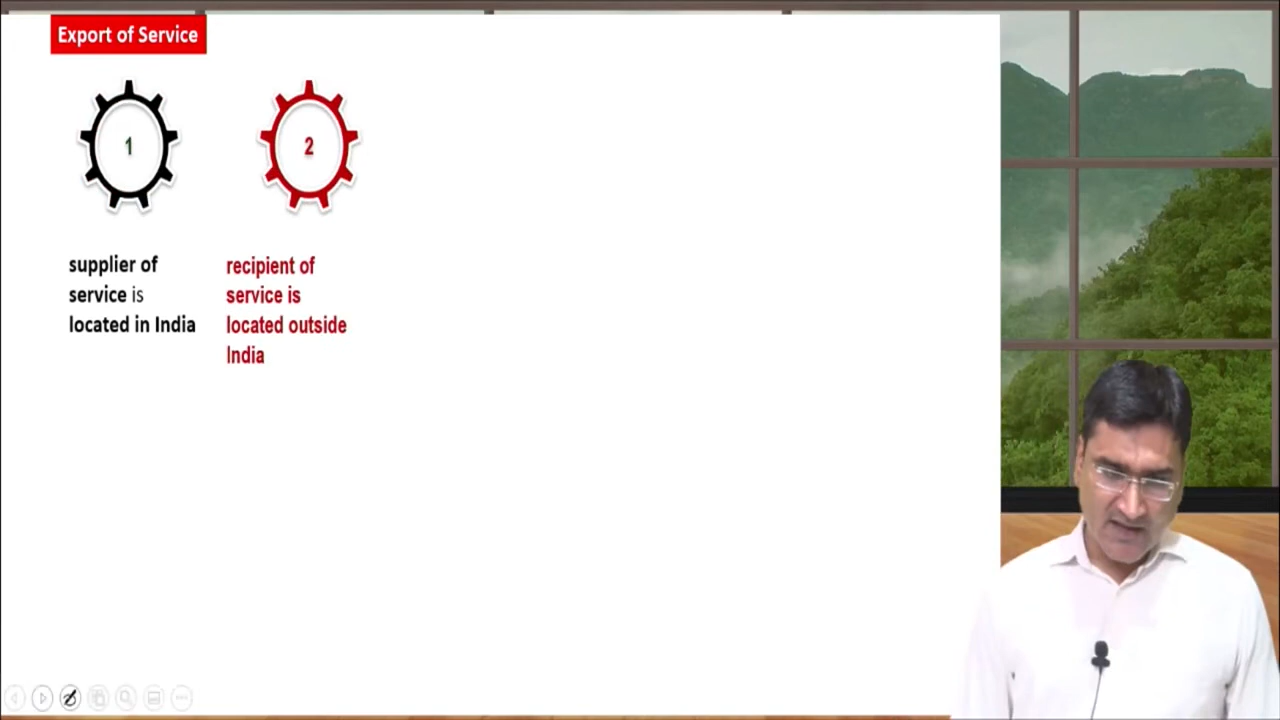 Export of Service
1
2
supplier of
service is
located in India
recipient of
service is
located outside
India